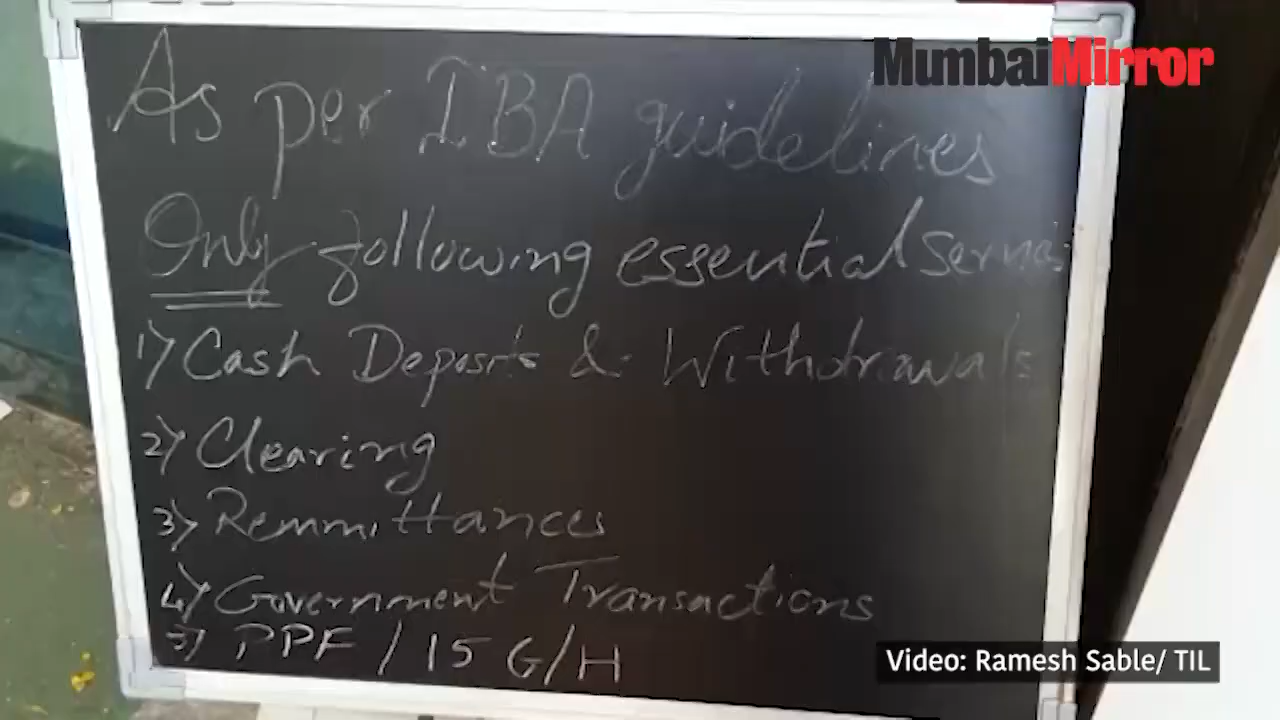 MumbaiMirror
As per IBA guidelines
Only following essential
1) Cash Deposits & Withdrawals
2) Clearing
3) Remmittances
4) Government Transactions
5) PPF / 15 G/H
Video: Ramesh Sable/ TIL